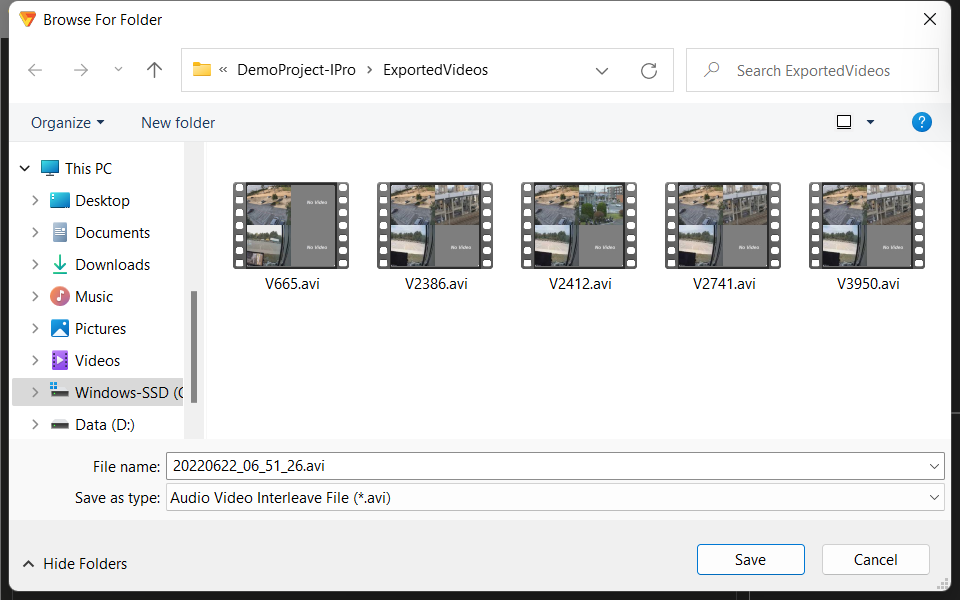 Browse For Folder
« DemoProject-IPro > ExportedVideos
Search ExportedVideos
Organize
New folder
?
This PC
Desktop
Documents
Downloads
Music
Pictures
Videos
Windows-SSD (C
Data (D:)
No Video
No Video
No Video
No Video
No Video
V665.avi
V2386.avi
V2412.avi
V2741.avi
V3950.avi
File name: 20220622_06_51_26.avi
Save as type: Audio Video Interleave File (*.avi)
Hide Folders
Save
Cancel